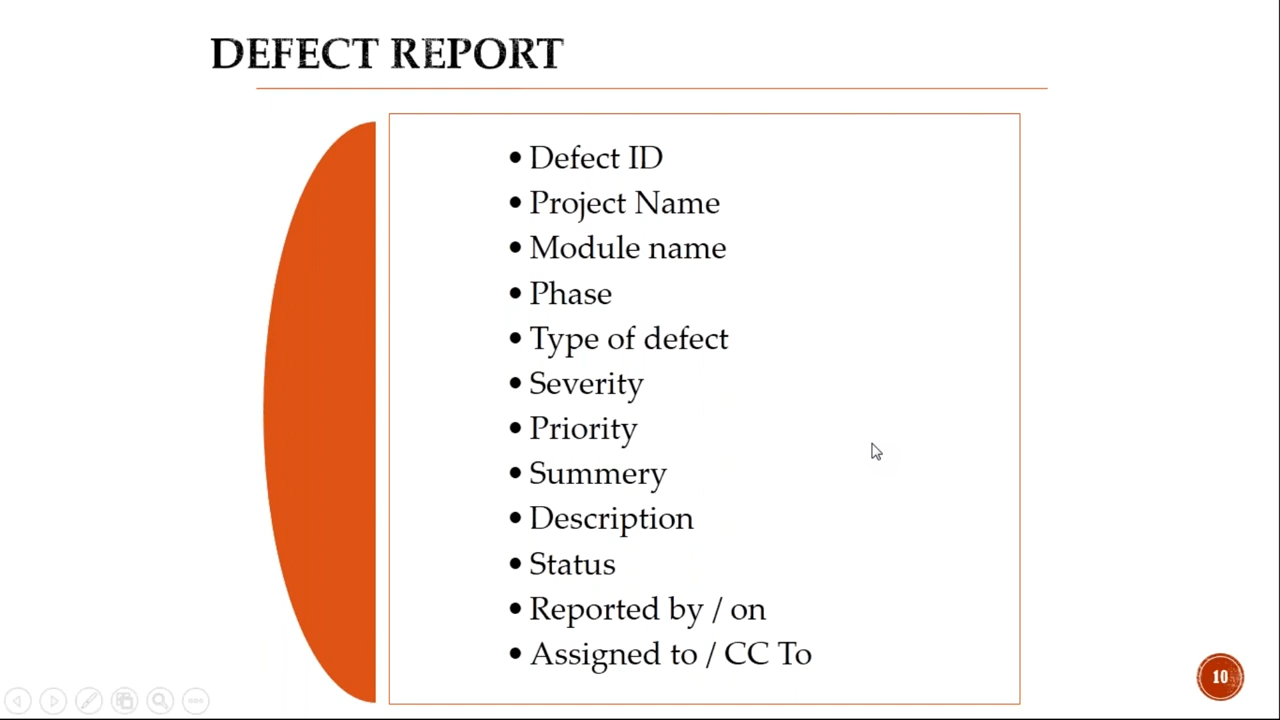 DEFECT REPORT
• Defect ID
• Project Name
• Module name
• Phase
• Type of defect
• Severity
• Priority
• Summery
• Description
• Status
• Reported by / on
• Assigned to / CC To
10